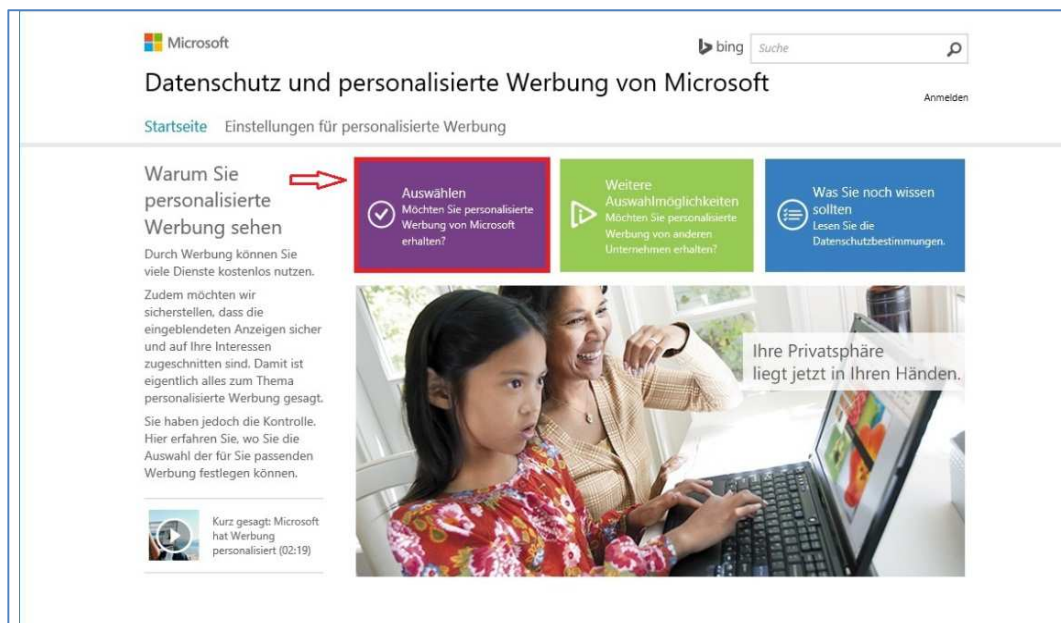 Microsoft
bing
Suche
Datenschutz und personalisierte Werbung von Microsoft
Anmelden
Startseite
Einstellungen für personalisierte Werbung
Warum Sie
personalisierte
Werbung sehen
Durch Werbung können Sie
viele Dienste kostenlos nutzen.
Zudem möchten wir
sicherstellen, dass die
eingeblendeten Anzeigen sicher
und auf Ihre Interessen
zugeschnitten sind. Damit ist
eigentlich alles zum Thema
personalisierte Werbung gesagt.
Sie haben jedoch die Kontrolle.
Hier erfahren Sie, wo Sie die
Auswahl der für Sie passenden
Werbung festlegen können.
Kurz gesagt: Microsoft
hat Werbung
personalisiert (02:19)
Auswählen
Möchten Sie personalisierte
Werbung von Microsoft
erhalten?
Weitere
Auswahlmöglichkeiten
Möchten Sie personalisierte
Werbung von anderen
Unternehmen erhalten?
Was Sie noch wissen
sollten
Lesen Sie die
Datenschutzbestimmungen.
Ihre Privatsphäre
liegt jetzt in Ihren Händen.